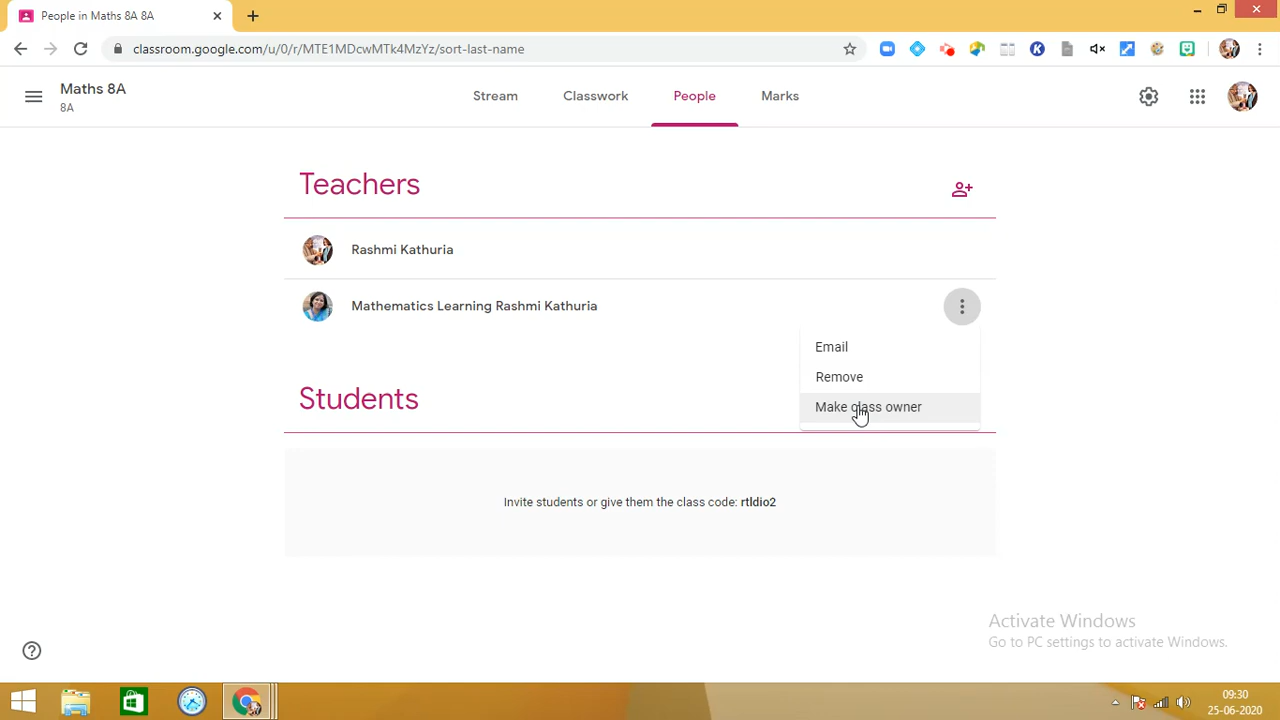 People in Maths 8A 8A
classroom.google.com/u/0/r/MTE1MDcwMTk4MzYz/sort-last-name
Maths 8A
8A
Stream
Classwork
People
Marks
Teachers
Rashmi Kathuria
Mathematics Learning Rashmi Kathuria
Email
Remove
Make class owner
Students
Invite students or give them the class code: rtldio2
Activate Windows
Go to PC settings to activate Windows.
09:30
25-06-2020